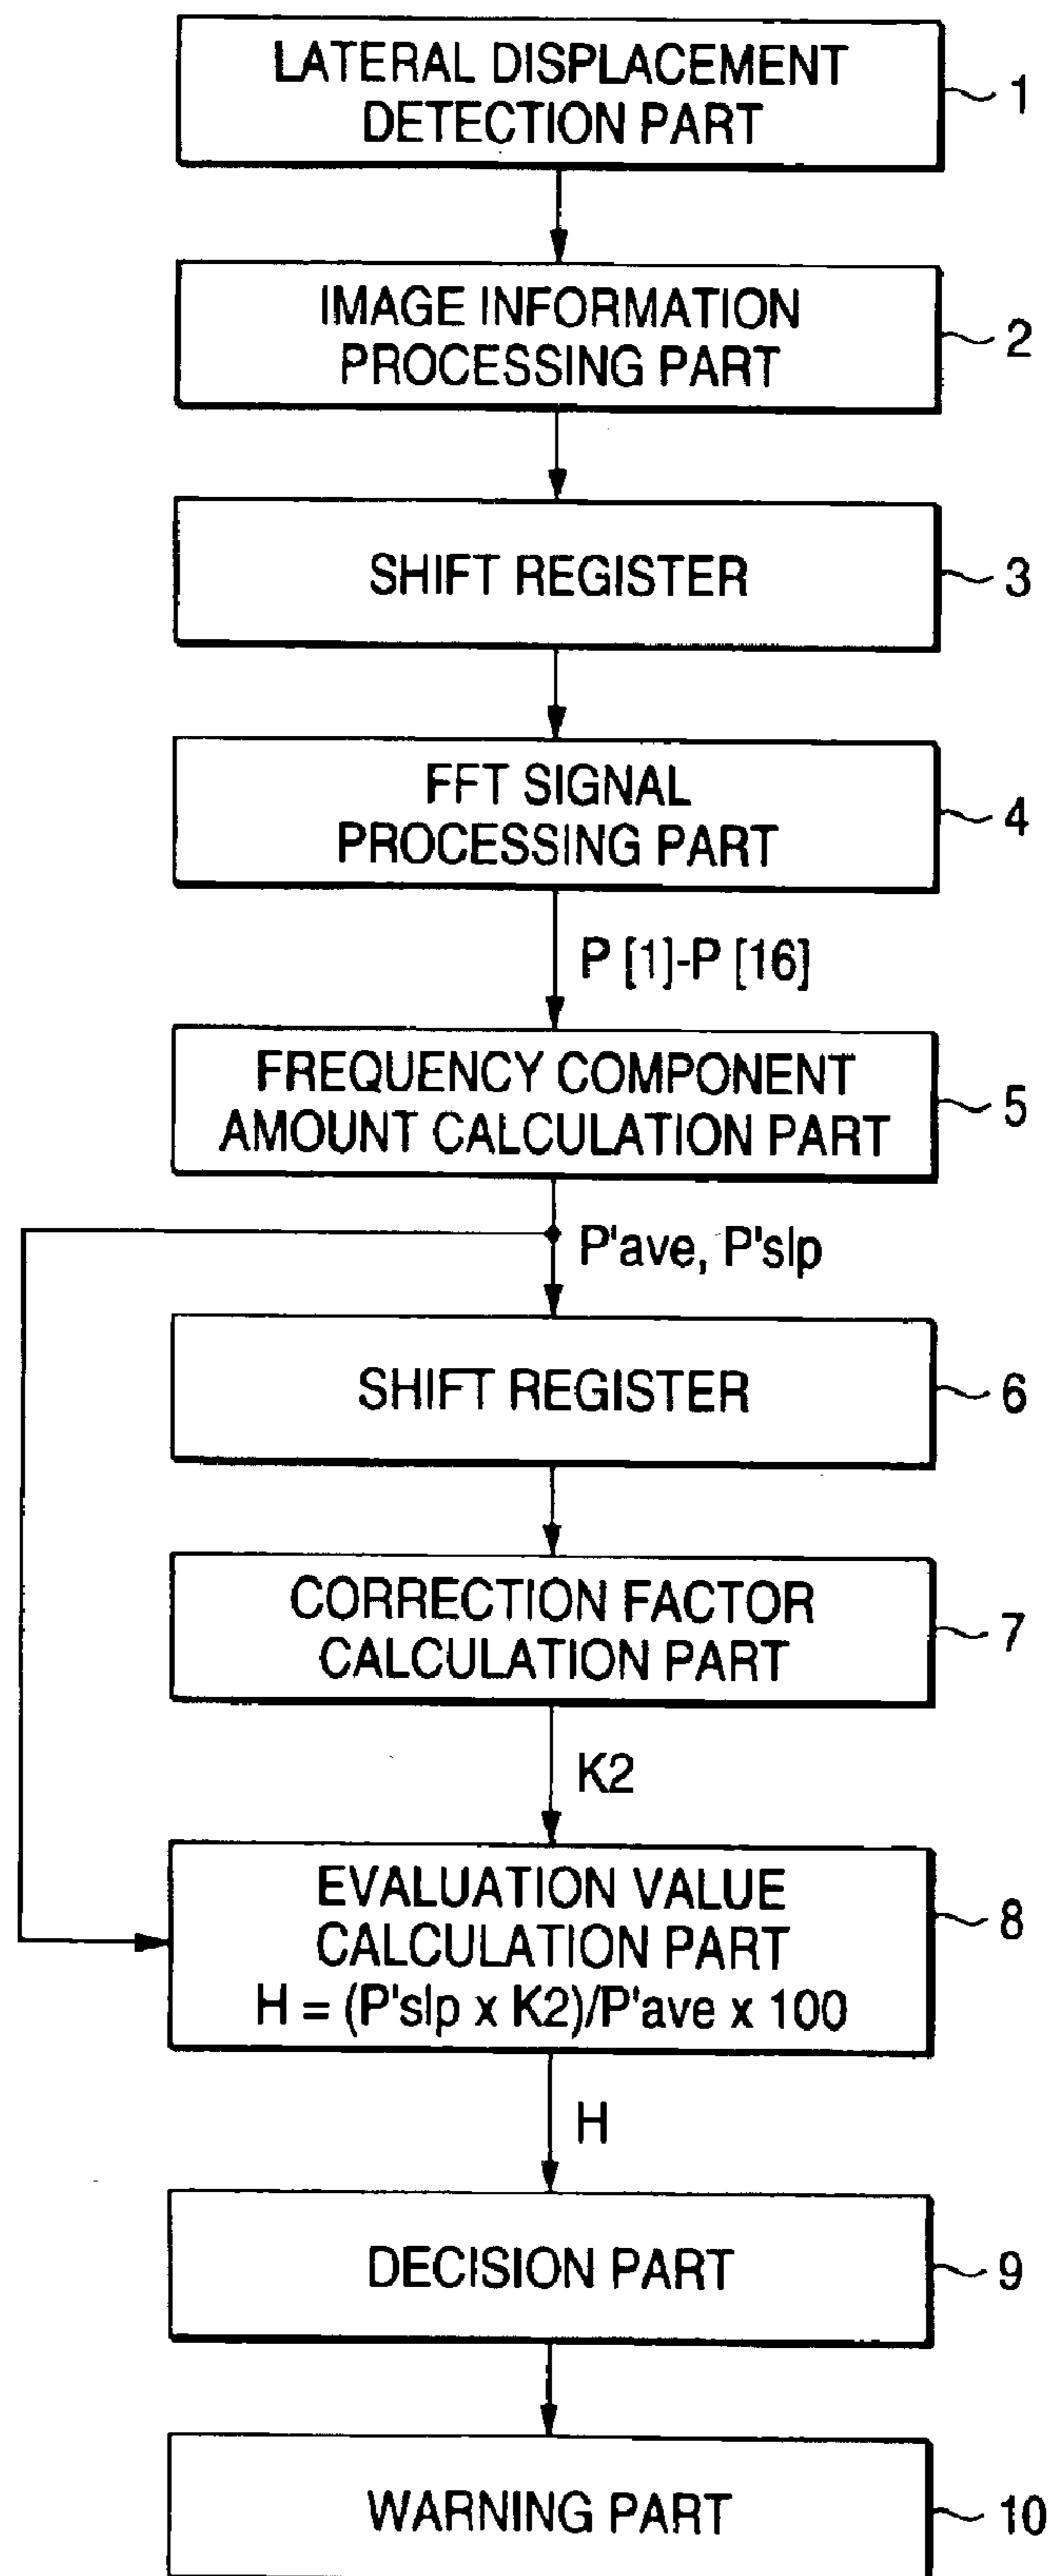 LATERAL DISPLACEMENT
DETECTION PART
1
IMAGE INFORMATION
PROCESSING PART
2
SHIFT REGISTER
3
FFT SIGNAL
PROCESSING PART
4
P [1]-P [16]
FREQUENCY COMPONENT
AMOUNT CALCULATION PART
5
P'ave, P'slp
SHIFT REGISTER
6
CORRECTION FACTOR
CALCULATION PART
7
K2
EVALUATION VALUE
CALCULATION PART
H = (P'slp x K2)/P'ave x 100
8
H
DECISION PART
9
WARNING PART
10